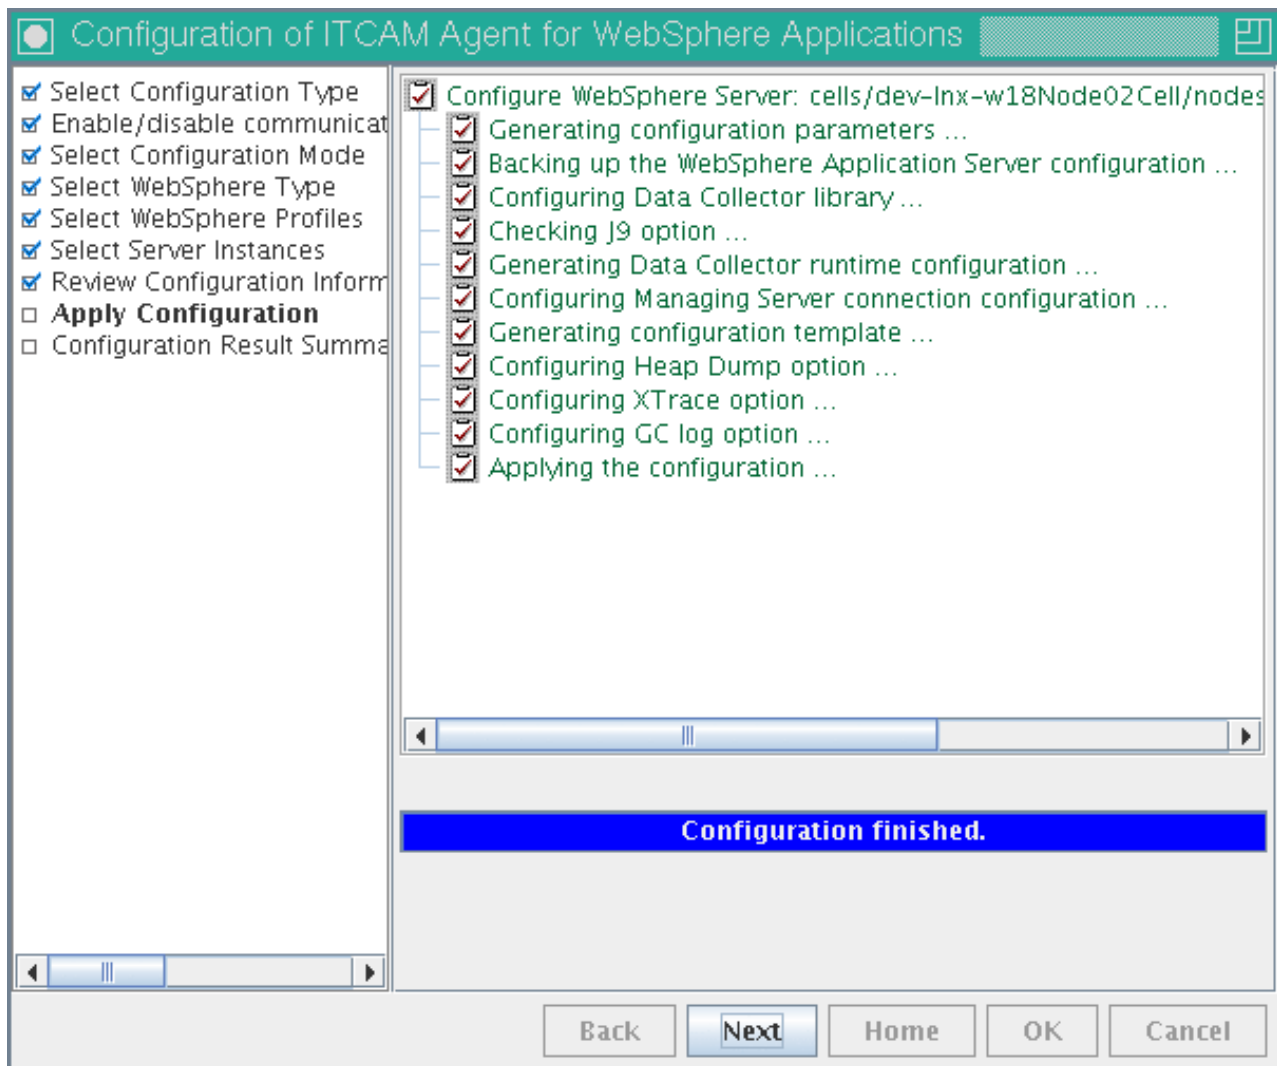 Configuration of ITCAM Agent for WebSphere Applications
Select Configuration Type
Enable/disable communicat
Select Configuration Mode
Select WebSphere Type
Select WebSphere Profiles
Select Server Instances
Review Configuration Inform
Apply Configuration
Configuration Result Summa
Configure WebSphere Server: cells/dev-lnx-w18Node02Cell/nodes
Generating configuration parameters ...
Backing up the WebSphere Application Server configuration ...
Configuring Data Collector library ...
Checking J9 option ...
Generating Data Collector runtime configuration ...
Configuring Managing Server connection configuration ...
Generating configuration template ...
Configuring Heap Dump option ...
Configuring XTrace option ...
Configuring GC log option ...
Applying the configuration ...
Configuration finished.
Back Next Home OK Cancel